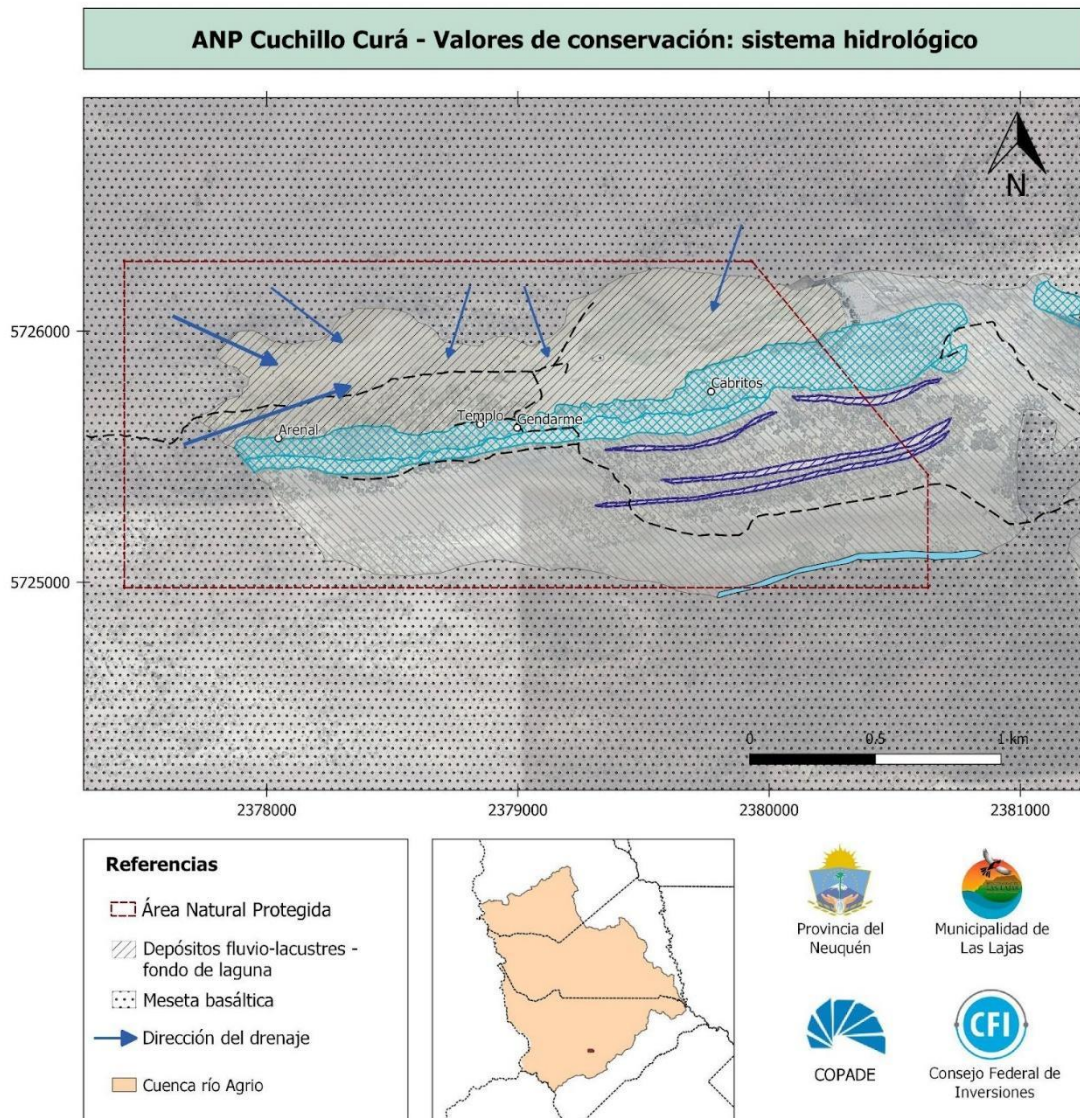 ANP Cuchillo Curá - Valores de conservación: sistema hidrológico
N
5726000
Cabritos
Templo
Gendarme
Arenal
5725000
0
0.5
1 km
2378000
2379000
2380000
2381000
Referencias
Área Natural Protegida
Depósitos fluvio-lacustres -
fondo de laguna
Meseta basáltica
Dirección del drenaje
Cuenca río Agrio
Provincia del
Neuquén
Municipalidad de
Las Lajas
COPADE
CFI
Consejo Federal de
Inversiones